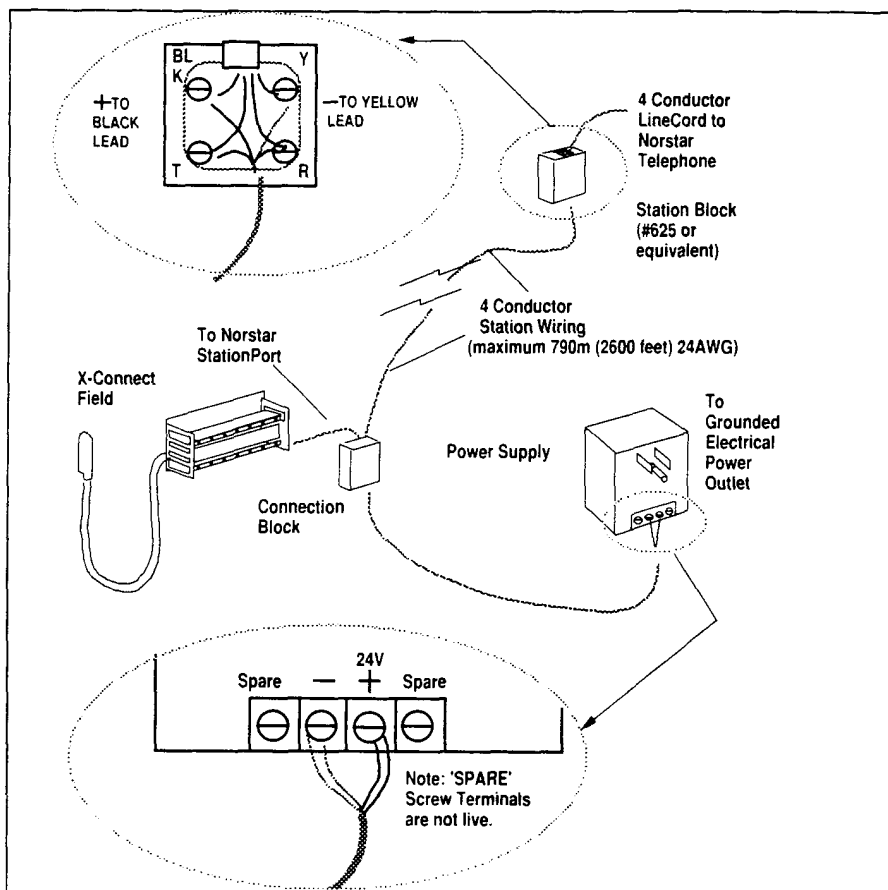 BL
K
Y
+TO
BLACK
LEAD
—TO YELLOW
LEAD
T
R
4 Conductor
LineCord to
Norstar
Telephone
Station Block
(#625 or
equivalent)
4 Conductor
Station Wiring
(maximum 790m (2600 feet) 24AWG)
To Norstar
StationPort
X-Connect
Field
Connection
Block
Power Supply
To
Grounded
Electrical
Power
Outlet
24V
Spare — + Spare
Note: 'SPARE'
Screw Terminals
are not live.